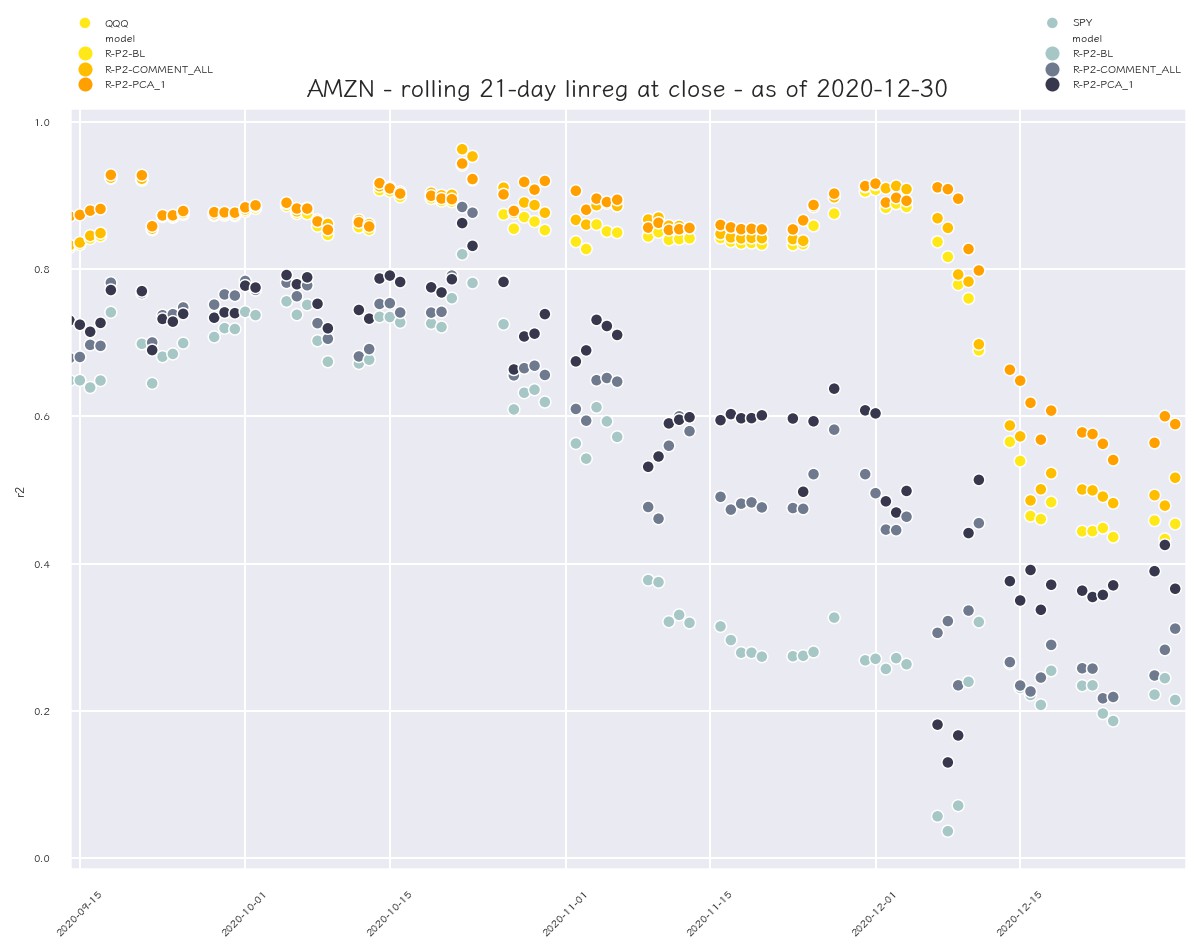 QQQ
model
R-P2-BL
R-P2-COMMENT_ALL
R-P2-PCA_1
SPY
model
R-P2-BL
R-P2-COMMENT_ALL
R-P2-PCA_1
AMZN - rolling 21-day linreg at close - as of 2020-12-30
1.0
0.8
0.6
0.4
0.2
0.0
r2
2020-09-15
2020-10-01
2020-10-15
2020-11-01
2020-11-15
2020-12-01
2020-12-15